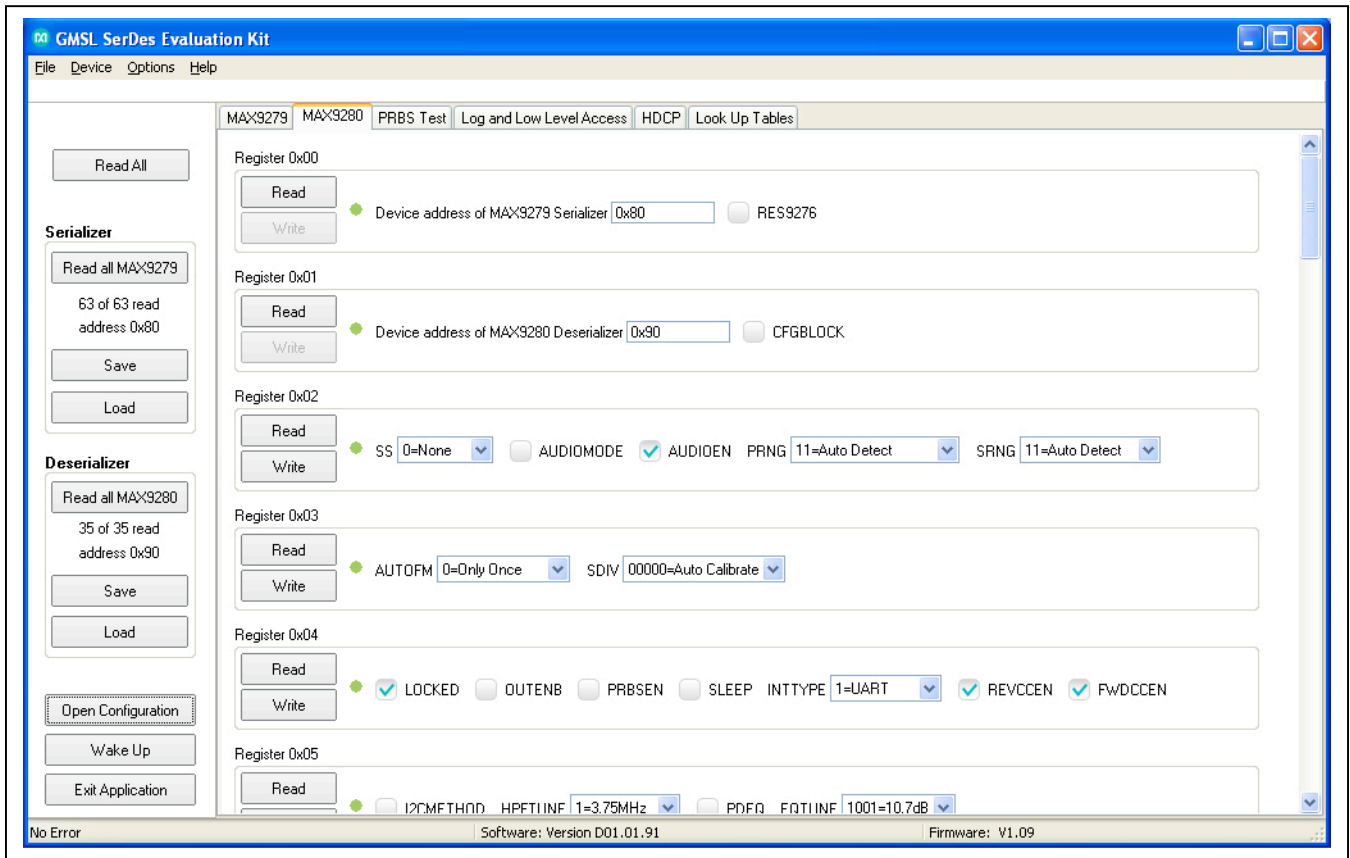 GMSL SerDes Evaluation Kit
File Device Options Help
MAX9279 MAX9280 PRBS Test Log and Low Level Access HDCP Look Up Tables
Read All
Serializer
Read all MAX9279
63 of 63 read
address 0x80
Save
Load
Deserializer
Read all MAX9280
35 of 35 read
address 0x90
Save
Load
Open Configuration
Wake Up
Exit Application
Register 0x00
Read
Write
Device address of MAX9279 Serializer 0x80 RES9276
Register 0x01
Read
Write
Device address of MAX9280 Deserializer 0x90 CFGBLOCK
Register 0x02
Read
Write
SS 0=None AUDIOMODE AUDIOEN PRNG 11=Auto Detect SRNG 11=Auto Detect
Register 0x03
Read
Write
AUTOFM 0=Only Once SDIV 00000=Auto Calibrate
Register 0x04
Read
Write
LOCKED OUTENB PRBSEN SLEEP INTTYPE 1=UART REVCCEN FWDCCEN
Register 0x05
Read
I2CMETHOD HPFTUNE 1=3.75MHz PDEQ EQTUNE 1001=10.7dB
No Error Software: Version D01.01.91 Firmware: V1.09